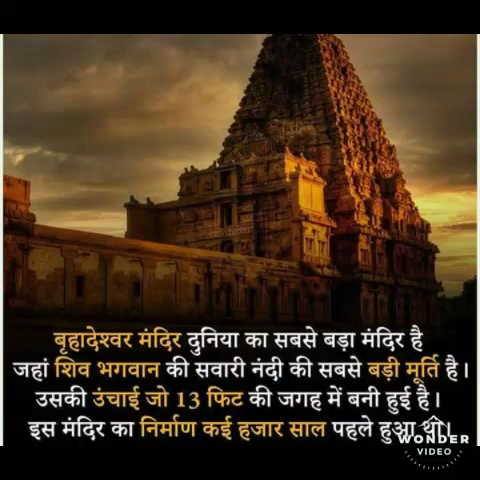 बृहादेश्वर मंदिर दुनिया का सबसे बड़ा मंदिर है
जहां शिव भगवान की सवारी नंदी की सबसे बड़ी मूर्ति है।
उसकी उंचाई जो 13 फिट की जगह में बनी हुई है।
इस मंदिर का निर्माण कई हजार साल पहले हुआ था।
WONDER
VIDEO